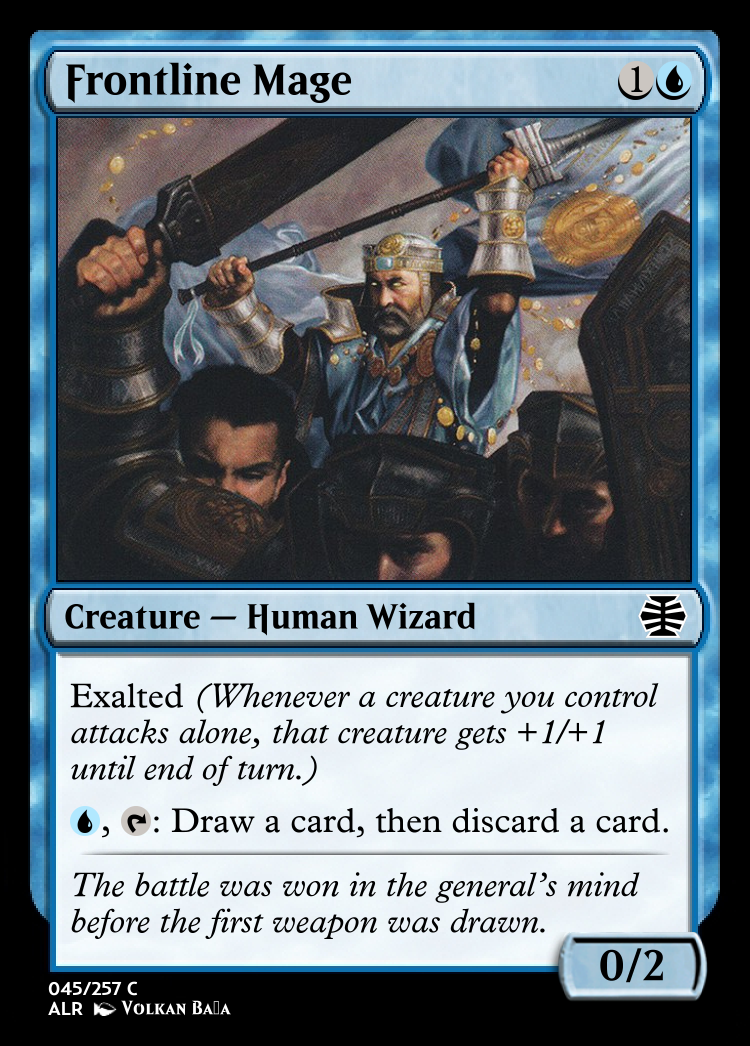 Frontline Mage
1
Creature — Human Wizard
Exalted (Whenever a creature you control
attacks alone, that creature gets +1/+1
until end of turn.)
, : Draw a card, then discard a card.
The battle was won in the general's mind
before the first weapon was drawn.
0/2
045/257 C
ALR Volkan Ba▯a